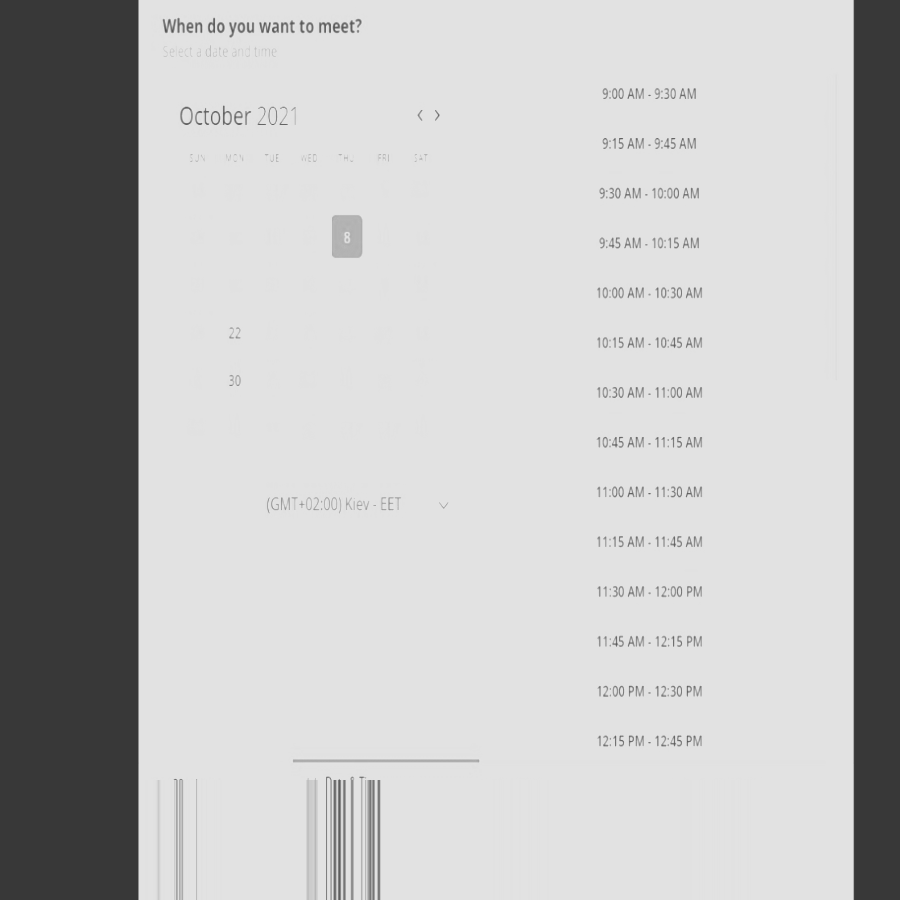 When do you want to meet?
Select a date and time
October 2021
SUN MON TUE WED THU FRI SAT
8
22
30
(GMT+02:00) Kiev - EET
9:00 AM - 9:30 AM
9:15 AM - 9:45 AM
9:30 AM - 10:00 AM
9:45 AM - 10:15 AM
10:00 AM - 10:30 AM
10:15 AM - 10:45 AM
10:30 AM - 11:00 AM
10:45 AM - 11:15 AM
11:00 AM - 11:30 AM
11:15 AM - 11:45 AM
11:30 AM - 12:00 PM
11:45 AM - 12:15 PM
12:00 PM - 12:30 PM
12:15 PM - 12:45 PM